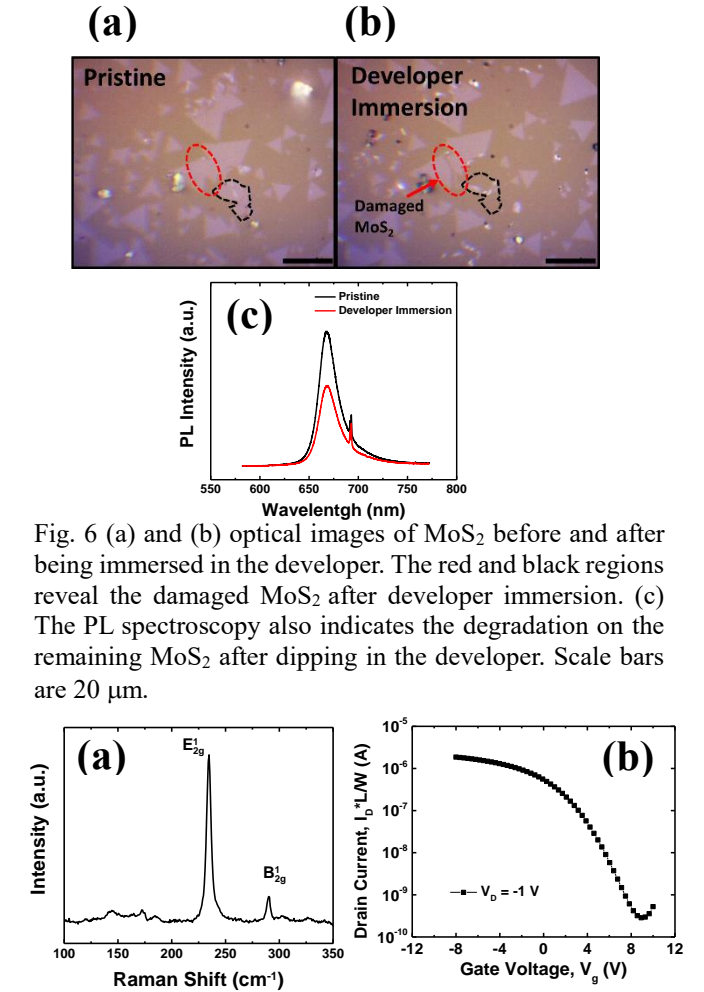 (a)
(b)
Pristine
Developer
Immersion
Damaged
MoS₂
(c)
Pristine
Developer Immersion
PL Intensity (a.u.)
550 600 650 700 750 800
Wavelentgh (nm)
Fig. 6 (a) and (b) optical images of MoS₂ before and after
being immersed in the developer. The red and black regions
reveal the damaged MoS₂ after developer immersion. (c)
The PL spectroscopy also indicates the degradation on the
remaining MoS₂ after dipping in the developer. Scale bars
are 20 μm.
(a)
E¹₂g
B¹₂g
Intensity (a.u.)
100 150 200 250 300 350
Raman Shift (cm⁻¹)
(b)
Drain Current, I_D*L/W (A)
10⁻⁵
10⁻⁶
10⁻⁷
10⁻⁸
10⁻⁹
10⁻¹⁰
V_D = -1 V
-12 -8 -4 0 4 8 12
Gate Voltage, V_g (V)